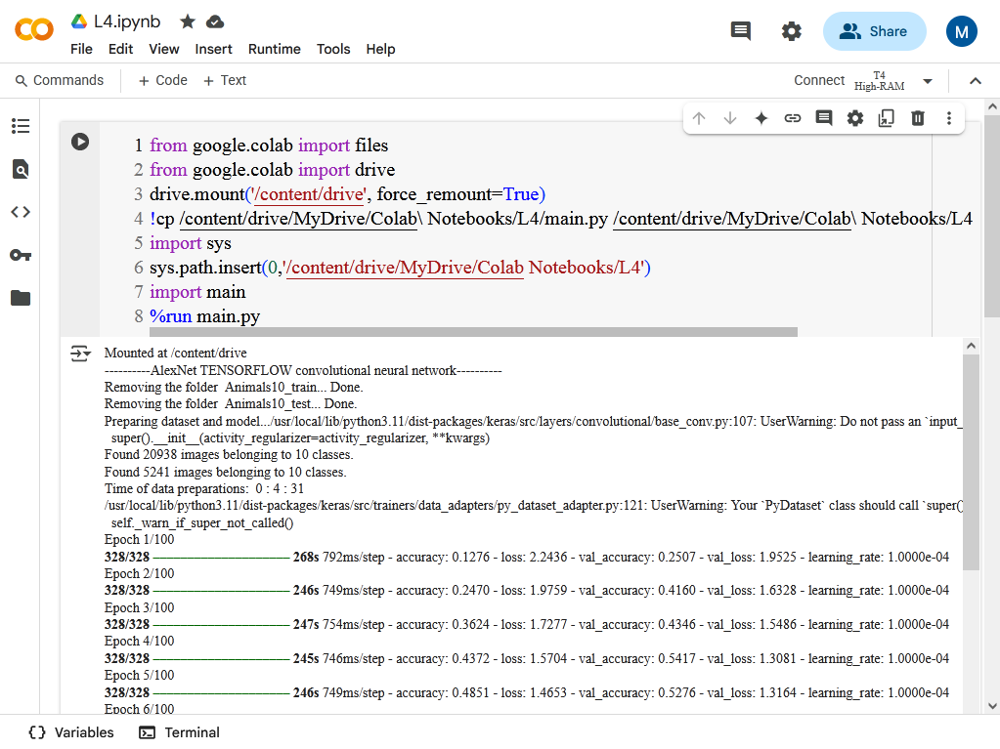 L4.ipynb
File Edit View Insert Runtime Tools Help
Share
M
Commands + Code + Text
Connect T4 High-RAM
1 from google.colab import files
2 from google.colab import drive
3 drive.mount('/content/drive', force_remount=True)
4 !cp /content/drive/MyDrive/Colab\ Notebooks/L4/main.py /content/drive/MyDrive/Colab\ Notebooks/L4
5 import sys
6 sys.path.insert(0,'/content/drive/MyDrive/Colab Notebooks/L4')
7 import main
8 %run main.py
Mounted at /content/drive
----------AlexNet TENSORFLOW convolutional neural network----------
Removing the folder  Animals10_train... Done.
Removing the folder  Animals10_test... Done.
Preparing dataset and model.../usr/local/lib/python3.11/dist-packages/keras/src/layers/convolutional/base_conv.py:107: UserWarning: Do not pass an `input_
super().__init__(activity_regularizer=activity_regularizer, **kwargs)
Found 20938 images belonging to 10 classes.
Found 5241 images belonging to 10 classes.
Time of data preparations:  0 : 4 : 31
/usr/local/lib/python3.11/dist-packages/keras/src/trainers/data_adapters/py_dataset_adapter.py:121: UserWarning: Your `PyDataset` class should call `super()
self._warn_if_super_not_called()
Epoch 1/100
328/328 ———————————— 268s 792ms/step - accuracy: 0.1276 - loss: 2.2436 - val_accuracy: 0.2507 - val_loss: 1.9525 - learning_rate: 1.0000e-04
Epoch 2/100
328/328 ———————————— 246s 749ms/step - accuracy: 0.2470 - loss: 1.9759 - val_accuracy: 0.4160 - val_loss: 1.6328 - learning_rate: 1.0000e-04
Epoch 3/100
328/328 ———————————— 247s 754ms/step - accuracy: 0.3624 - loss: 1.7277 - val_accuracy: 0.4346 - val_loss: 1.5486 - learning_rate: 1.0000e-04
Epoch 4/100
328/328 ———————————— 245s 746ms/step - accuracy: 0.4372 - loss: 1.5704 - val_accuracy: 0.5417 - val_loss: 1.3081 - learning_rate: 1.0000e-04
Epoch 5/100
328/328 ———————————— 246s 749ms/step - accuracy: 0.4851 - loss: 1.4653 - val_accuracy: 0.5276 - val_loss: 1.3164 - learning_rate: 1.0000e-04
Epoch 6/100
Variables Terminal